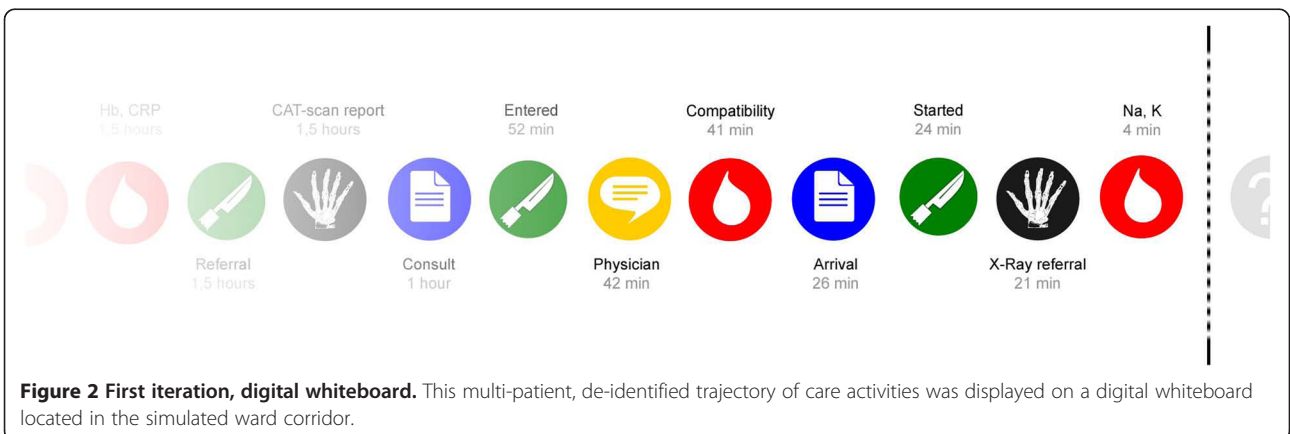 Hb, CRP
1,5 hours
CAT-scan report
1,5 hours
Entered
52 min
Compatibility
41 min
Started
24 min
Na, K
4 min
?
Referral
1,5 hours
Consult
1 hour
Physician
42 min
Arrival
26 min
X-Ray referral
21 min
Figure 2 First iteration, digital whiteboard. This multi-patient, de-identified trajectory of care activities was displayed on a digital whiteboard
located in the simulated ward corridor.